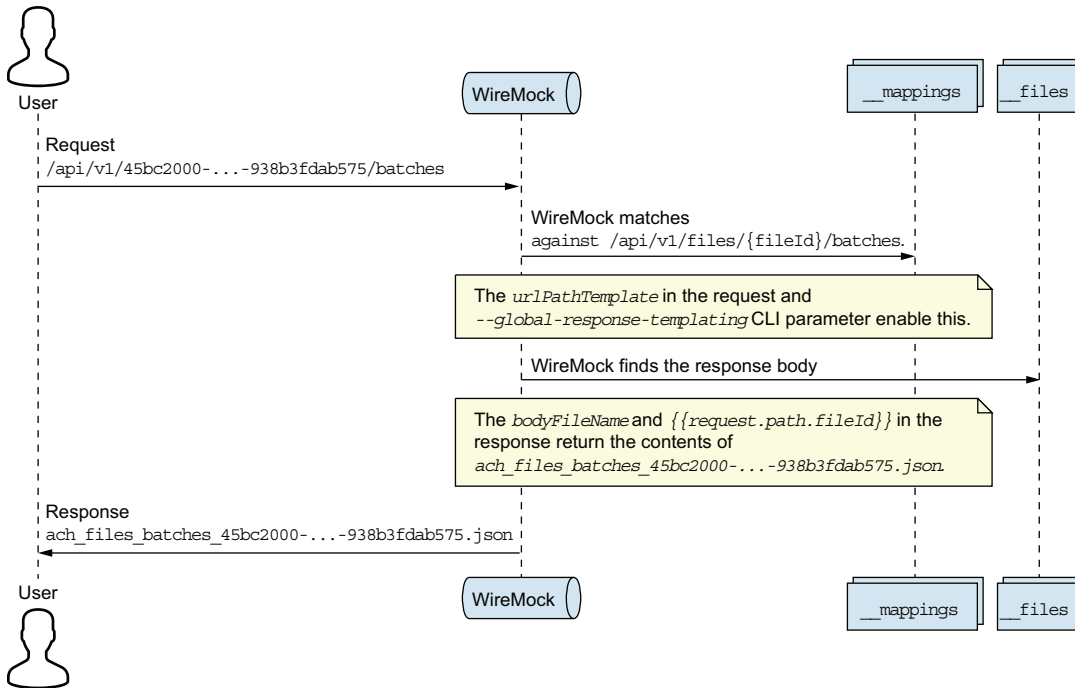 User
WireMock
__mappings
__files
Request
/api/v1/45bc2000-...-938b3fdab575/batches
WireMock matches
against /api/v1/files/{fileId}/batches.
The urlPathTemplate in the request and
--global-response-templating CLI parameter enable this.
WireMock finds the response body
The bodyFileName and {{request.path.fileId}} in the
response return the contents of
ach_files_batches_45bc2000-...-938b3fdab575.json.
Response
ach_files_batches_45bc2000-...-938b3fdab575.json
User
WireMock
__mappings
__files